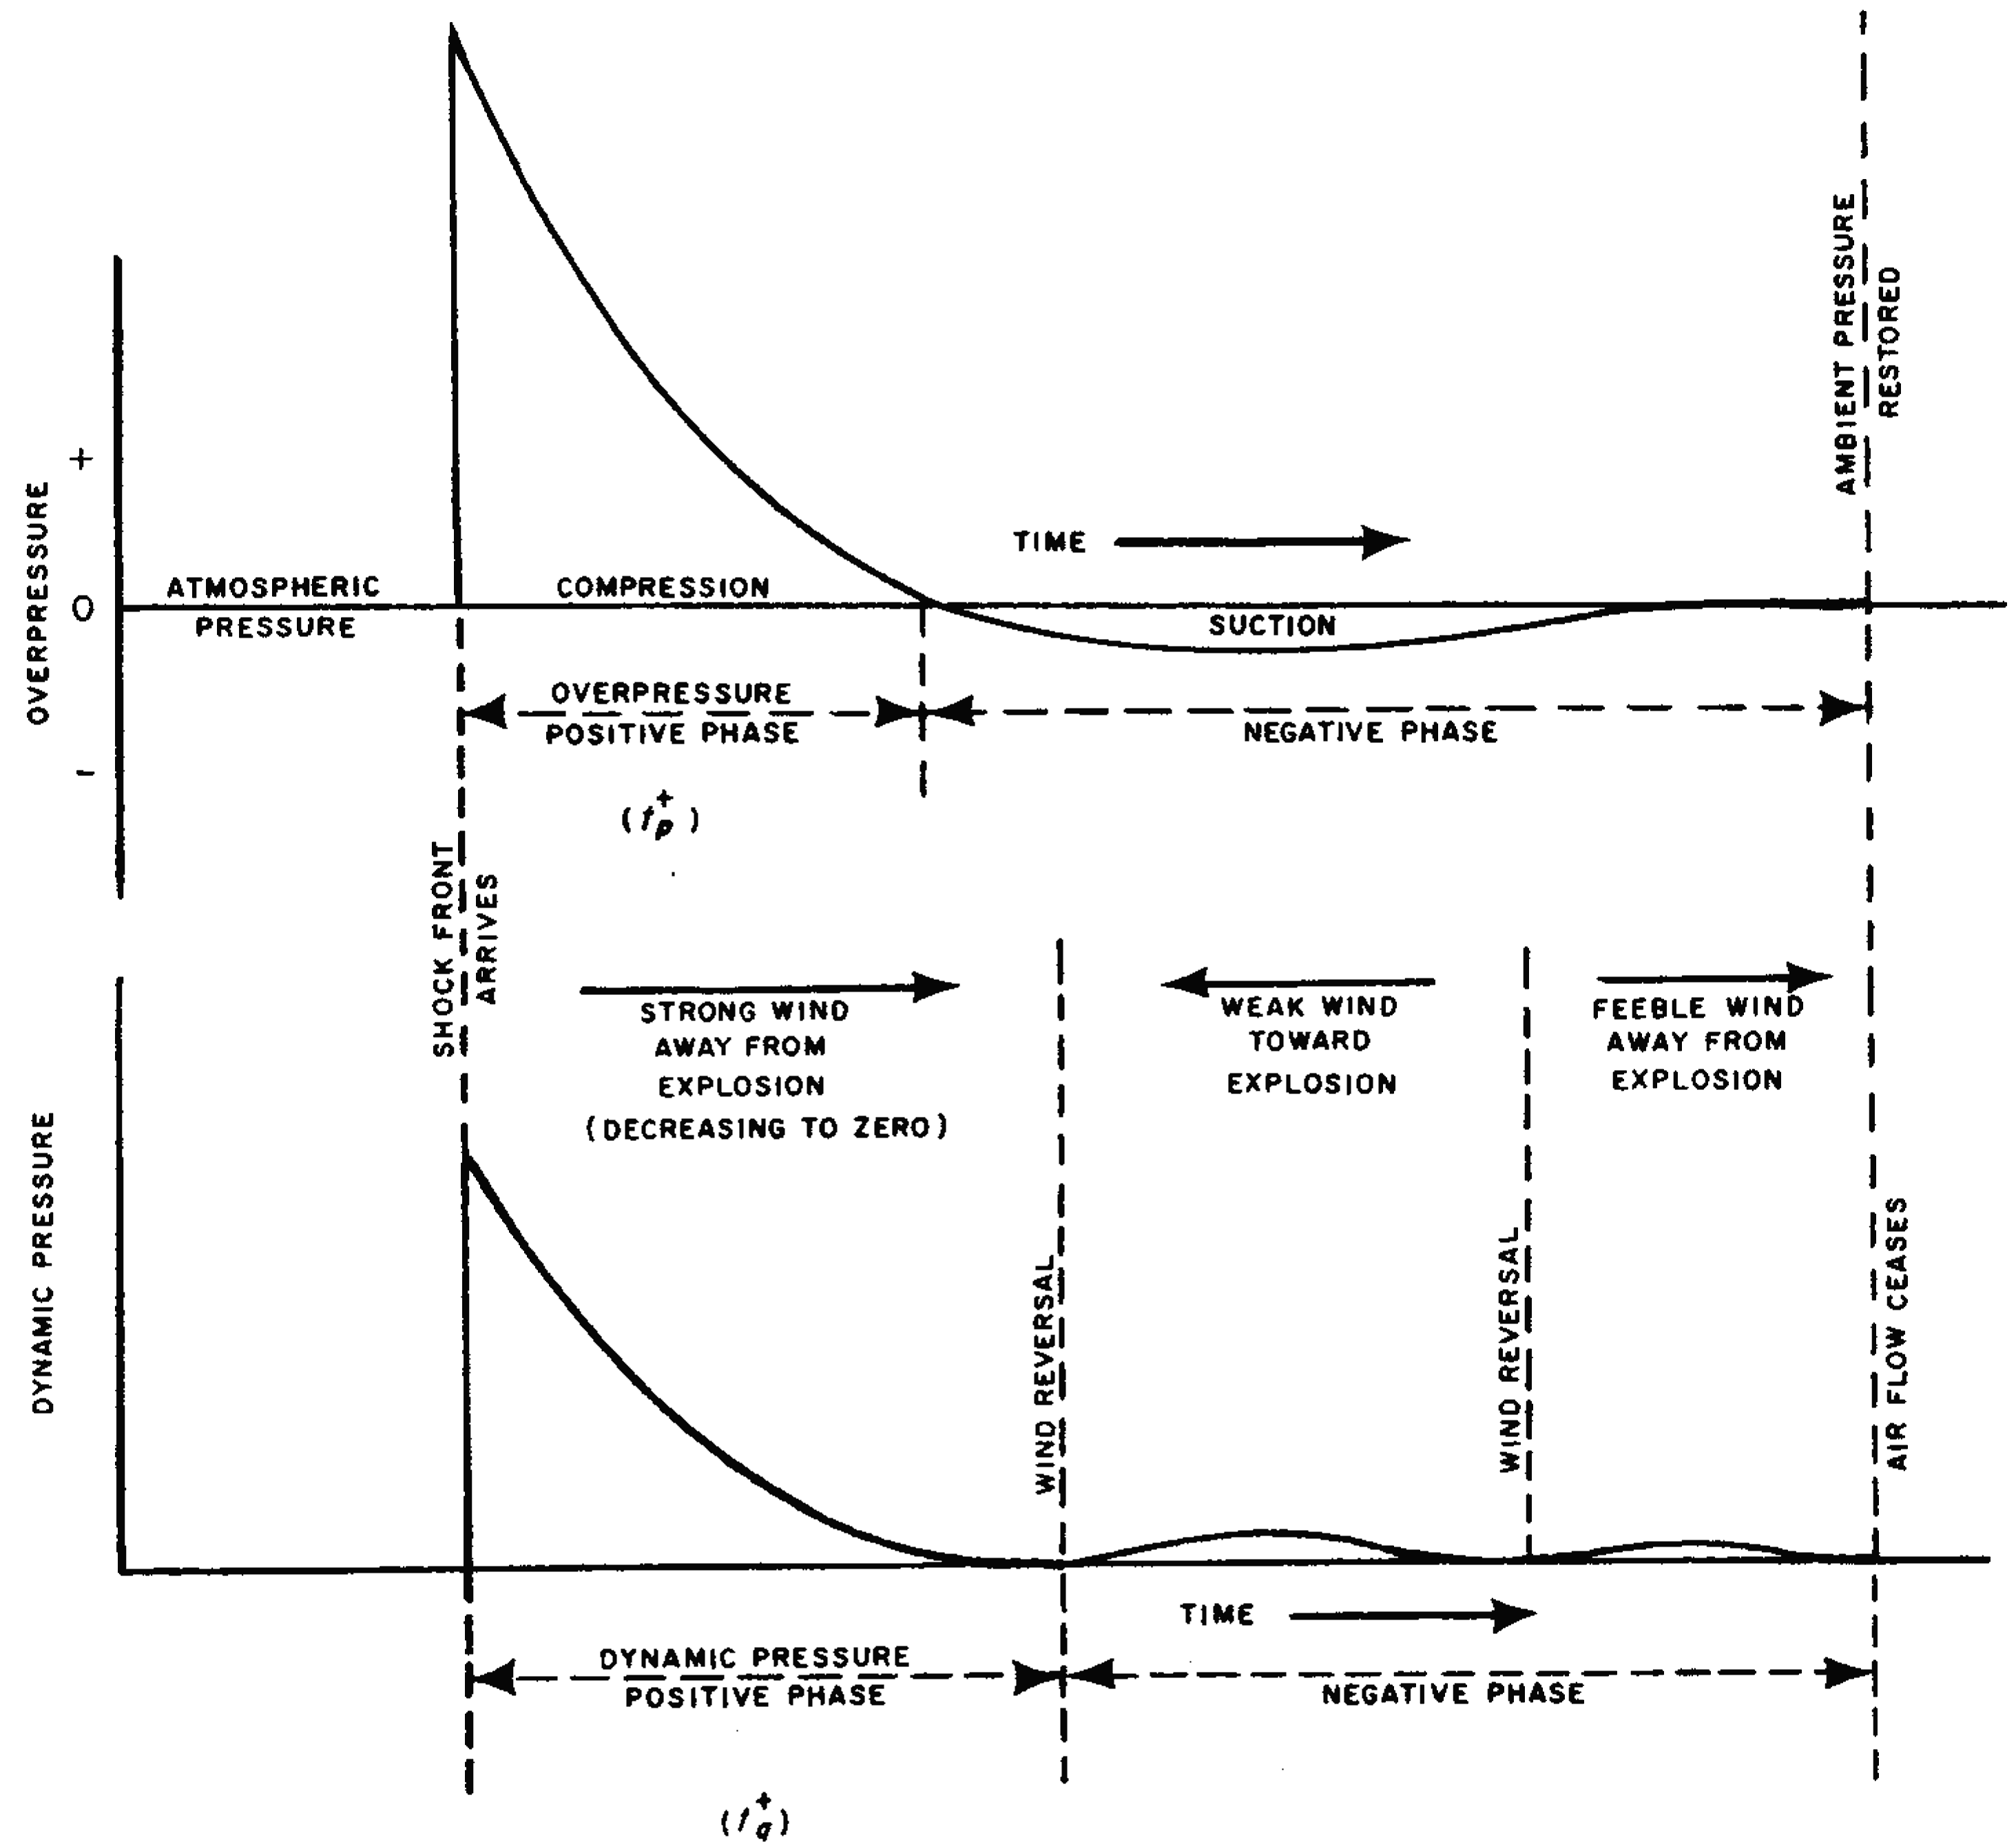 OVERPRESSURE
+
0
-
ATMOSPHERIC
PRESSURE
COMPRESSION
TIME
SUCTION
AMBIENT PRESSURE
RESTORED
OVERPRESSURE
POSITIVE PHASE
NEGATIVE PHASE
(t_p^+)
SHOCK FRONT
ARRIVES
STRONG WIND
AWAY FROM
EXPLOSION
(DECREASING TO ZERO)
WEAK WIND
TOWARD
EXPLOSION
FEEBLE WIND
AWAY FROM
EXPLOSION
DYNAMIC PRESSURE
WIND REVERSAL
WIND REVERSAL
AIR FLOW CEASES
TIME
DYNAMIC PRESSURE
POSITIVE PHASE
NEGATIVE PHASE
(t_q^+)